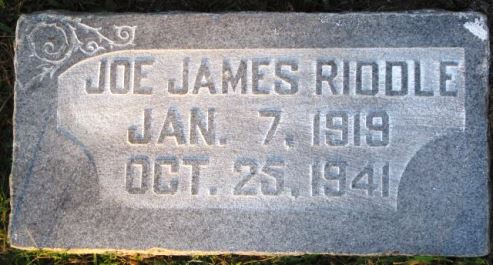 JOE JAMES RIDDLE
JAN. 7, 1919
OCT. 25, 1941